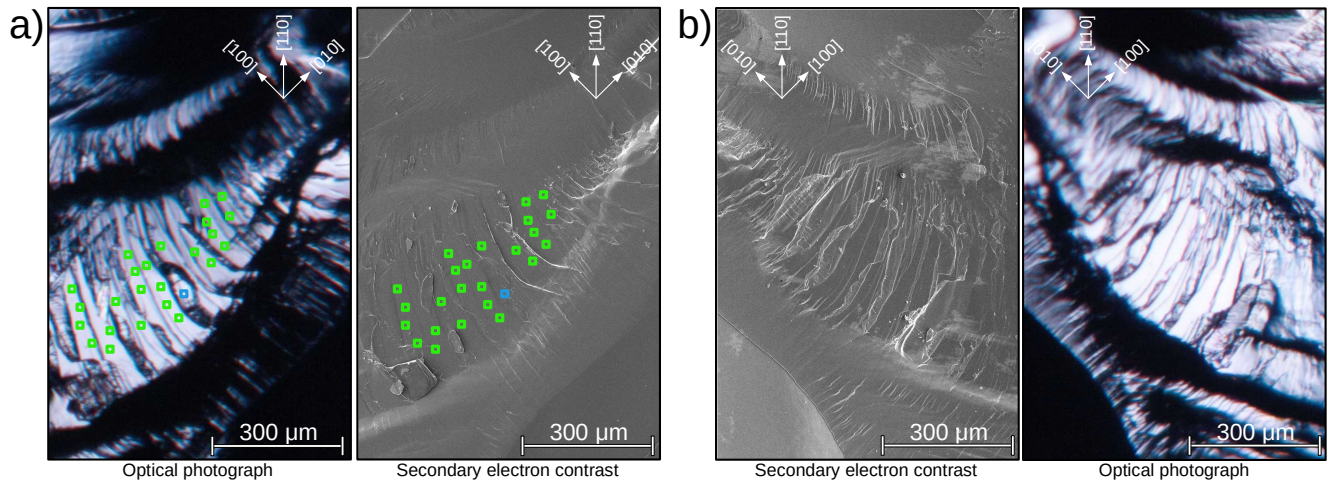 a)
[100]
[110]
[010]
300 µm
Optical photograph
[100]
[110]
[010]
300 µm
Secondary electron contrast
b)
[010]
[110]
[100]
300 µm
Secondary electron contrast
[010]
[110]
[100]
300 µm
Optical photograph